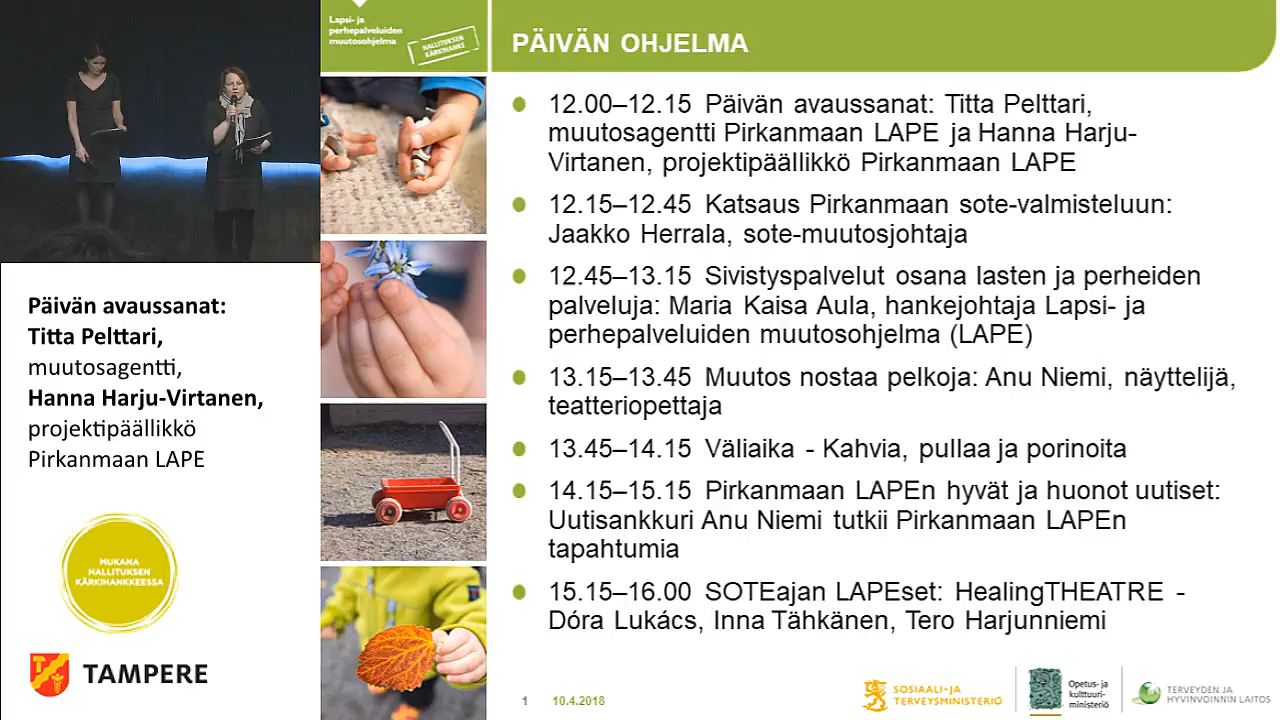 Lapsi- ja
perhepalveluiden
muutosohjelma
HALLITUKSEN
KÄRKIHANKE
PÄIVÄN OHJELMA
12.00–12.15 Päivän avaussanat: Titta Pelttari,
muutosagentti Pirkanmaan LAPE ja Hanna Harju-
Virtanen, projektipäällikkö Pirkanmaan LAPE
12.15–12.45 Katsaus Pirkanmaan sote-valmisteluun:
Jaakko Herrala, sote-muutosjohtaja
12.45–13.15 Sivistyspalvelut osana lasten ja perheiden
palveluja: Maria Kaisa Aula, hankejohtaja Lapsi- ja
perhepalveluiden muutosohjelma (LAPE)
13.15–13.45 Muutos nostaa pelkoja: Anu Niemi, näyttelijä,
teatteriopettaja
13.45–14.15 Väliaika - Kahvia, pullaa ja porinoita
14.15–15.15 Pirkanmaan LAPEn hyvät ja huonot uutiset:
Uutisankkuri Anu Niemi tutkii Pirkanmaan LAPEn
tapahtumia
15.15–16.00 SOTEajan LAPEset: HealingTHEATRE -
Dóra Lukács, Inna Tähkänen, Tero Harjunniemi
Päivän avaussanat:
Titta Pelttari,
muutosagentti,
Hanna Harju-Virtanen,
projektipäällikkö
Pirkanmaan LAPE
MUKANA
HALLITUKSEN
KÄRKIHANKKEESSA
TAMPERE
1 10.4.2018
SOSIAALI- JA
TERVEYSMINISTERIÖ
Opetus- ja
kulttuuri-
ministeriö
TERVEYDEN JA
HYVINVOINNIN LAITOS